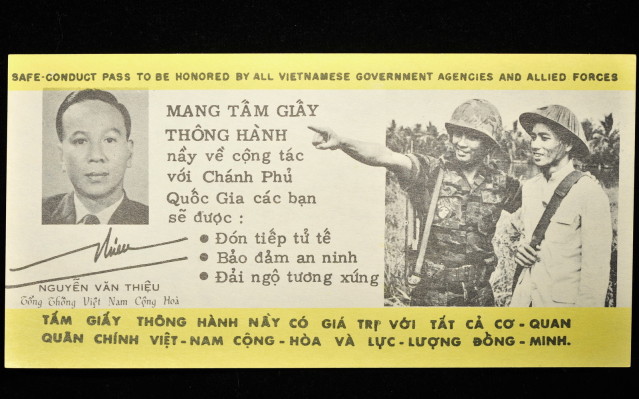 SAFE-CONDUCT PASS TO BE HONORED BY ALL VIETNAMESE GOVERNMENT AGENCIES AND ALLIED FORCES
MANG TẤM GIẤY
THÔNG HÀNH
nầy về cộng tác
với Chánh Phủ
Quốc Gia các bạn
sẽ được :
• Đón tiếp tử tế
• Bảo đảm an ninh
• Đải ngộ tương xứng
Thiệu
NGUYỄN VĂN THIỆU
Tổng Thống Việt Nam Cộng Hoà
TẤM GIẤY THÔNG HÀNH NẦY CÓ GIÁ TRỊ VỚI TẤT CẢ CƠ - QUAN
QUÂN CHÍNH VIỆT - NAM CỘNG - HÒA VÀ LỰC - LƯỢNG ĐỒNG - MINH.